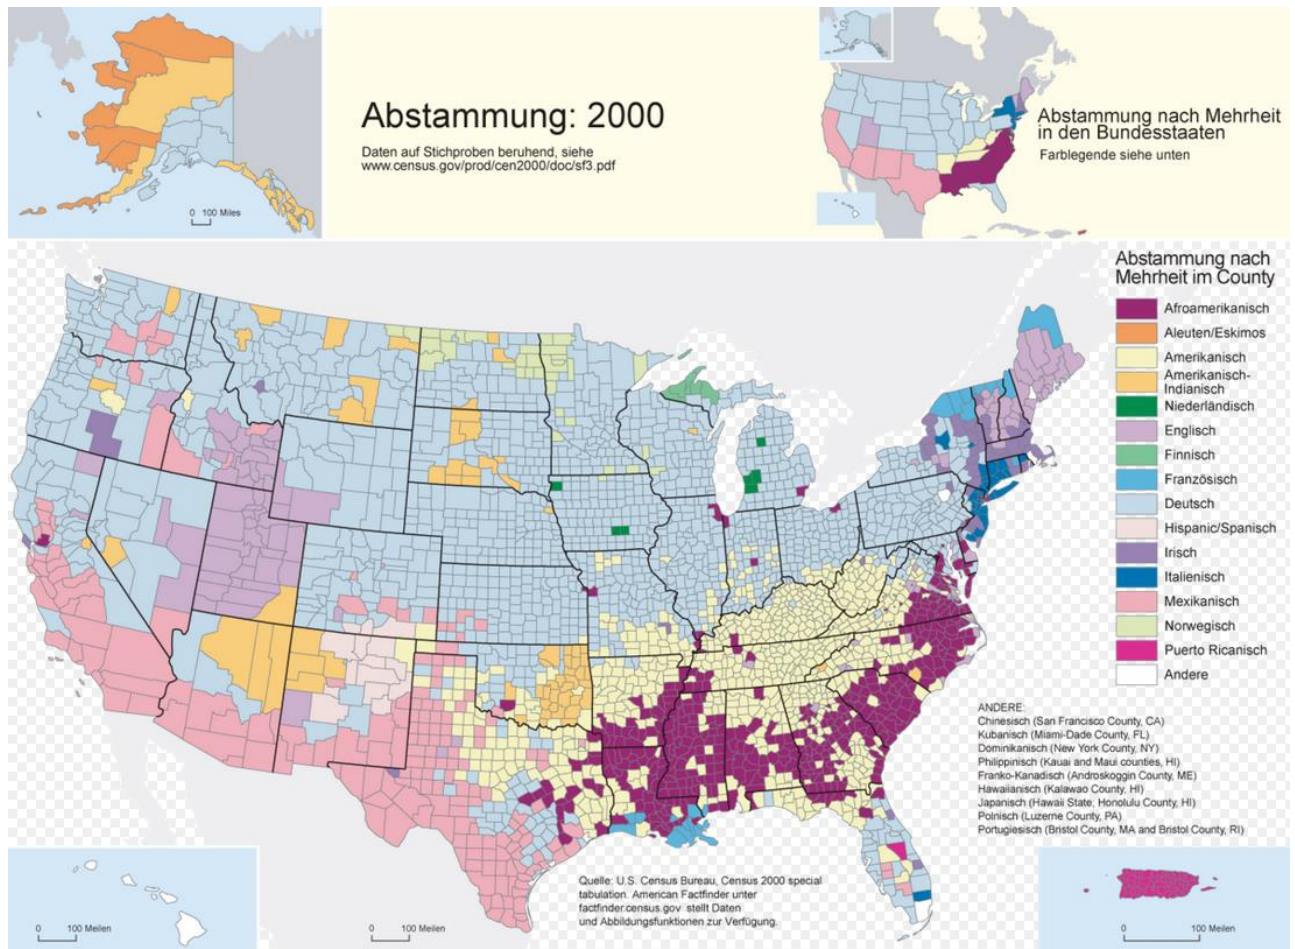 Abstammung: 2000
Daten auf Stichproben beruhend, siehe
www.census.gov/prod/cen2000/doc/sf3.pdf
0 100 Miles
Abstammung nach Mehrheit
in den Bundesstaaten
Farblegende siehe unten
Abstammung nach
Mehrheit im County
Afroamerikanisch
Aleuten/Eskimos
Amerikanisch
Amerikanisch-
Indianisch
Niederländisch
Englisch
Finnisch
Französisch
Deutsch
Hispanic/Spanisch
Irisch
Italienisch
Mexikanisch
Norwegisch
Puerto Ricanisch
Andere
ANDERE:
Chinesisch (San Francisco County, CA)
Kubanisch (Miami-Dade County, FL)
Dominikanisch (New York County, NY)
Philippinisch (Kauai and Maui counties, HI)
Franko-Kanadisch (Androskoggin County, ME)
Hawaiianisch (Kalawao County, HI)
Japanisch (Hawaii State, Honolulu County, HI)
Polnisch (Luzerne County, PA)
Portugiesisch (Bristol County, MA and Bristol County, RI)
Quelle: U.S. Census Bureau, Census 2000 special
tabulation. American Factfinder unter
factfinder.census.gov stellt Daten
und Abbildungsfunktionen zur Verfügung.
0 100 Meilen
0 100 Meilen
0 100 Meilen